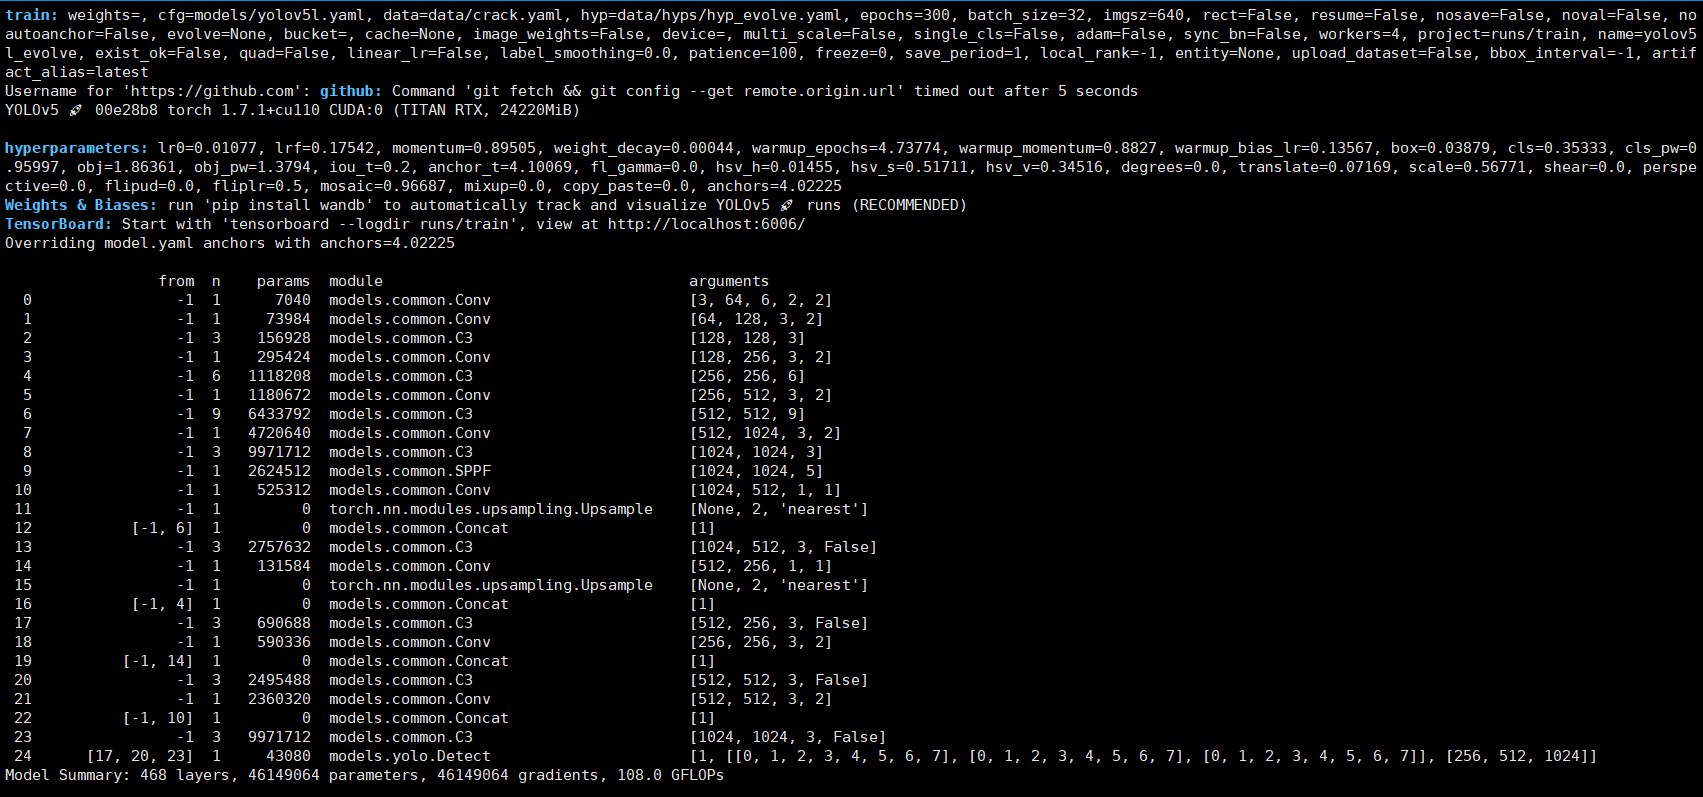 train: weights=, cfg=models/yolov5l.yaml, data=data/crack.yaml, hyp=data/hyps/hyp_evolve.yaml, epochs=300, batch_size=32, imgsz=640, rect=False, resume=False, nosave=False, noval=False, no
autoanchor=False, evolve=None, bucket=, cache=None, image_weights=False, device=, multi_scale=False, single_cls=False, adam=False, sync_bn=False, workers=4, project=runs/train, name=yolov5
l_evolve, exist_ok=False, quad=False, linear_lr=False, label_smoothing=0.0, patience=100, freeze=0, save_period=1, local_rank=-1, entity=None, upload_dataset=False, bbox_interval=-1, artif
act_alias=latest
Username for 'https://github.com': github: Command 'git fetch && git config --get remote.origin.url' timed out after 5 seconds
YOLOv5 🚀 00e28b8 torch 1.7.1+cu110 CUDA:0 (TITAN RTX, 24220MiB)
hyperparameters: lr0=0.01077, lrf=0.17542, momentum=0.89505, weight_decay=0.00044, warmup_epochs=4.73774, warmup_momentum=0.8827, warmup_bias_lr=0.13567, box=0.03879, cls=0.35333, cls_pw=0
.95997, obj=1.86361, obj_pw=1.3794, iou_t=0.2, anchor_t=4.10069, fl_gamma=0.0, hsv_h=0.01455, hsv_s=0.51711, hsv_v=0.34516, degrees=0.0, translate=0.07169, scale=0.56771, shear=0.0, perspe
ctive=0.0, flipud=0.0, fliplr=0.5, mosaic=0.96687, mixup=0.0, copy_paste=0.0, anchors=4.02225
Weights & Biases: run 'pip install wandb' to automatically track and visualize YOLOv5 🚀 runs (RECOMMENDED)
TensorBoard: Start with 'tensorboard --logdir runs/train', view at http://localhost:6006/
Overriding model.yaml anchors with anchors=4.02225
from n params module arguments
0 -1 1 7040 models.common.Conv [3, 64, 6, 2, 2]
1 -1 1 73984 models.common.Conv [64, 128, 3, 2]
2 -1 3 156928 models.common.C3 [128, 128, 3]
3 -1 1 295424 models.common.Conv [128, 256, 3, 2]
4 -1 6 1118208 models.common.C3 [256, 256, 6]
5 -1 1 1180672 models.common.Conv [256, 512, 3, 2]
6 -1 9 6433792 models.common.C3 [512, 512, 9]
7 -1 1 4720640 models.common.Conv [512, 1024, 3, 2]
8 -1 3 9971712 models.common.C3 [1024, 1024, 3]
9 -1 1 2624512 models.common.SPPF [1024, 1024, 5]
10 -1 1 525312 models.common.Conv [1024, 512, 1, 1]
11 -1 1 0 torch.nn.modules.upsampling.Upsample [None, 2, 'nearest']
12 [-1, 6] 1 0 models.common.Concat [1]
13 -1 3 2757632 models.common.C3 [1024, 512, 3, False]
14 -1 1 131584 models.common.Conv [512, 256, 1, 1]
15 -1 1 0 torch.nn.modules.upsampling.Upsample [None, 2, 'nearest']
16 [-1, 4] 1 0 models.common.Concat [1]
17 -1 3 690688 models.common.C3 [512, 256, 3, False]
18 -1 1 590336 models.common.Conv [256, 256, 3, 2]
19 [-1, 14] 1 0 models.common.Concat [1]
20 -1 3 2495488 models.common.C3 [512, 512, 3, False]
21 -1 1 2360320 models.common.Conv [512, 512, 3, 2]
22 [-1, 10] 1 0 models.common.Concat [1]
23 -1 3 9971712 models.common.C3 [1024, 1024, 3, False]
24 [17, 20, 23] 1 43080 models.yolo.Detect [1, [[0, 1, 2, 3, 4, 5, 6, 7], [0, 1, 2, 3, 4, 5, 6, 7], [0, 1, 2, 3, 4, 5, 6, 7]], [256, 512, 1024]]
Model Summary: 468 layers, 46149064 parameters, 46149064 gradients, 108.0 GFLOPs